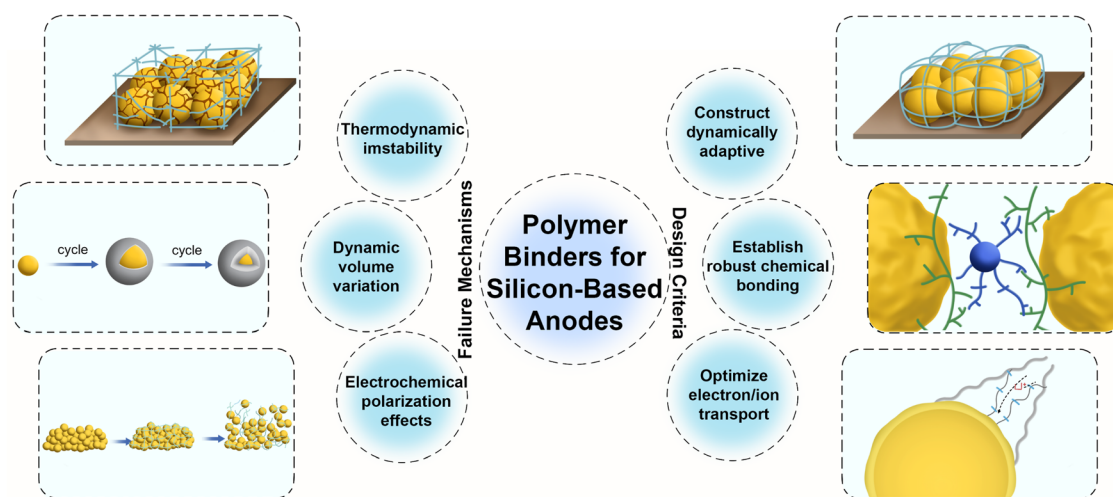 Thermodynamic
imstability
cycle
cycle
Dynamic
volume
variation
Electrochemical
polarization
effects
Failure Mechanisms
Polymer
Binders for
Silicon-Based
Anodes
Design Criteria
Construct
dynamically
adaptive
Establish
robust chemical
bonding
Optimize
electron/ion
transport